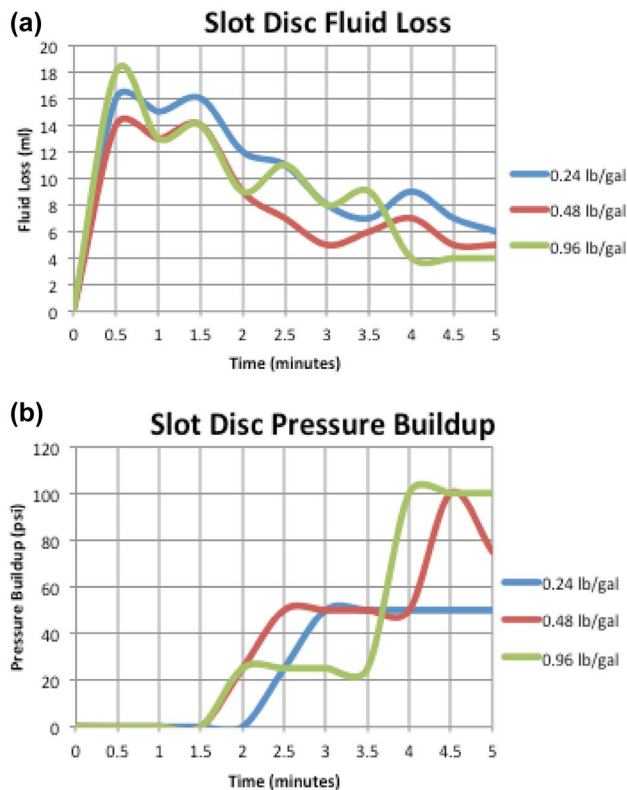 (a)
Slot Disc Fluid Loss
20
18
16
14
12
10
8
6
4
2
0
Fluid Loss (ml)
0 0.5 1 1.5 2 2.5 3 3.5 4 4.5 5
Time (minutes)
0.24 lb/gal
0.48 lb/gal
0.96 lb/gal
(b)
Slot Disc Pressure Buildup
120
100
80
60
40
20
0
Pressure Buildup (psi)
0 0.5 1 1.5 2 2.5 3 3.5 4 4.5 5
Time (minutes)
0.24 lb/gal
0.48 lb/gal
0.96 lb/gal